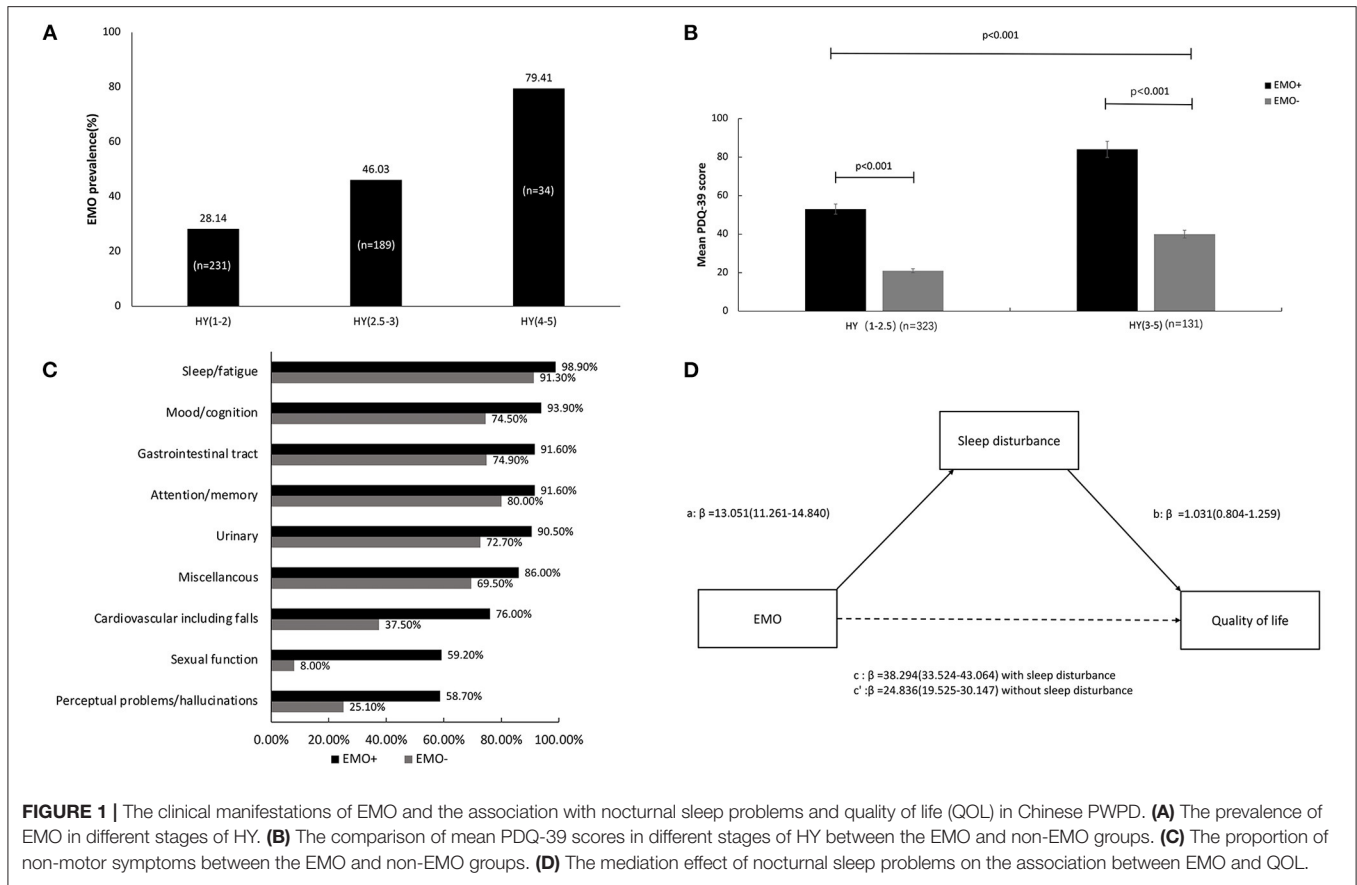 A
EMO prevalence(%)
100
80
60
40
20
0
28.14
46.03
79.41
(n=231)
(n=189)
(n=34)
HY(1-2)
HY(2.5-3)
HY(4-5)
B
p<0.001
EMO+
EMO-
p<0.001
p<0.001
Mean PDQ-39 score
100
80
60
40
20
0
HY (1-2.5) (n=323)
HY(3-5) (n=131)
C
Sleep/fatigue
98.90%
91.30%
Mood/cognition
93.90%
74.50%
Gastrointestinal tract
91.60%
74.90%
Attention/memory
91.60%
80.00%
Urinary
90.50%
72.70%
Miscellancous
86.00%
69.50%
Cardiovascular including falls
76.00%
37.50%
Sexual function
59.20%
8.00%
Perceptual problems/hallucinations
58.70%
25.10%
0.00% 20.00% 40.00% 60.00% 80.00% 100.00%
EMO+ EMO-
D
Sleep disturbance
a: β =13.051(11.261-14.840)
b: β =1.031(0.804-1.259)
EMO
Quality of life
c : β =38.294(33.524-43.064) with sleep disturbance
c' :β =24.836(19.525-30.147) without sleep disturbance
FIGURE 1 | The clinical manifestations of EMO and the association with nocturnal sleep problems and quality of life (QOL) in Chinese PWPD. (A) The prevalence of
EMO in different stages of HY. (B) The comparison of mean PDQ-39 scores in different stages of HY between the EMO and non-EMO groups. (C) The proportion of
non-motor symptoms between the EMO and non-EMO groups. (D) The mediation effect of nocturnal sleep problems on the association between EMO and QOL.